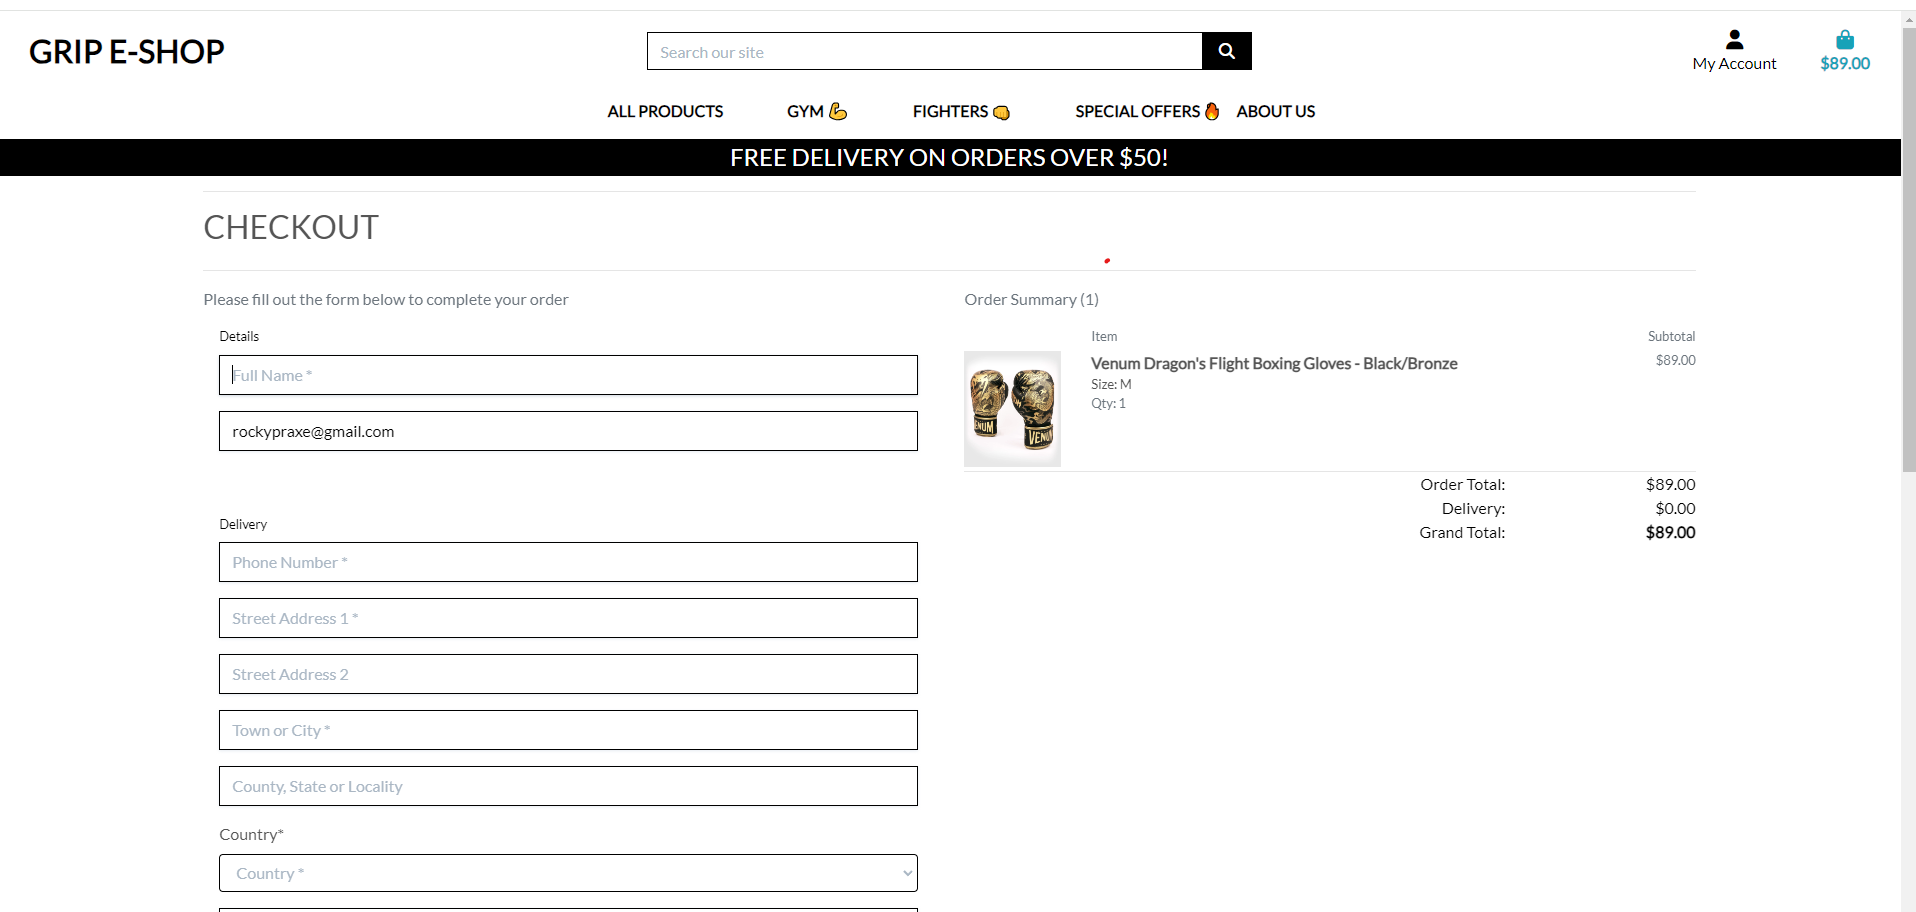 GRIP E-SHOP
Search our site
My Account
$89.00
ALL PRODUCTS
GYM 💪
FIGHTERS 👊
SPECIAL OFFERS 🔥
ABOUT US
FREE DELIVERY ON ORDERS OVER $50!
CHECKOUT
Please fill out the form below to complete your order
Details
Full Name *
rockypraxe@gmail.com
Delivery
Phone Number *
Street Address 1 *
Street Address 2
Town or City *
County, State or Locality
Country*
Country *
Order Summary (1)
Item
Subtotal
VENUM
VENUM
Venum Dragon's Flight Boxing Gloves - Black/Bronze
$89.00
Size: M
Qty: 1
Order Total:
$89.00
Delivery:
$0.00
Grand Total:
$89.00